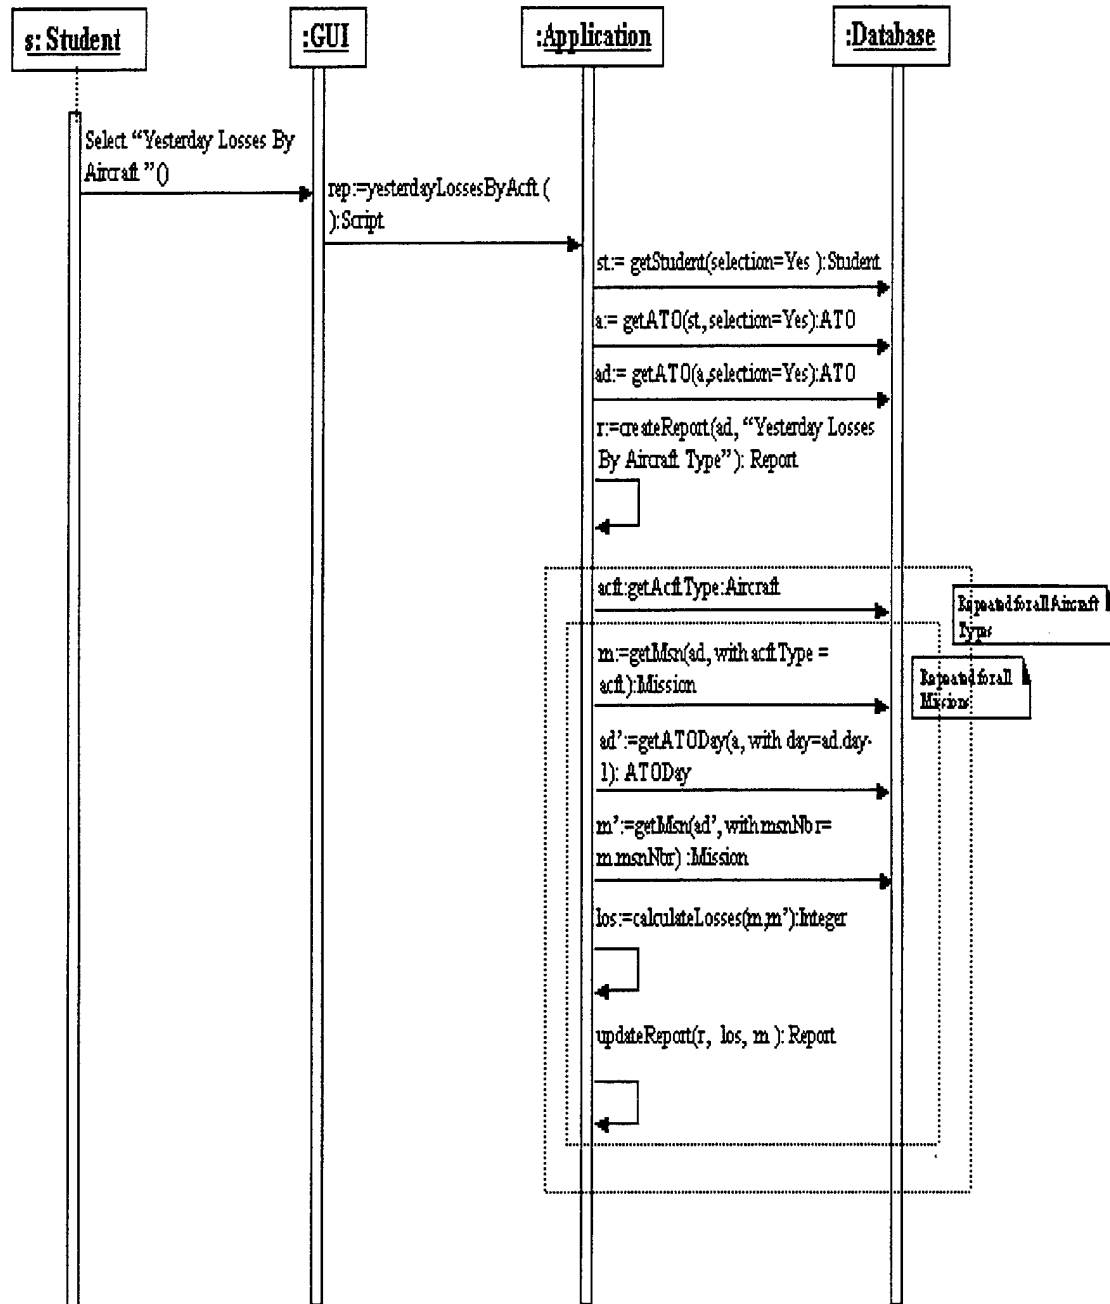 s: Student
:GUI
:Application
:Database
Select “Yesterday Losses By
Aircraft ”()
rep:=yesterdayLossesByAcft (
):Script
st:= getStudent(selection=Yes ):Student
a:= getATO(st, selection=Yes):ATO
ad:= getATO(a,selection=Yes):ATO
r:=createReport(ad, “Yesterday Losses
By Aircraft Type”): Report
acft:getAcftType:Aircraft
Repeated for all Aircraft
Types
m:=getMsn(ad, with acftType =
acft):Mission
Repeated for all
Missions
ad’:=getATODay(a, with day=ad.day-
1): ATODay
m’:=getMsn(ad’, with msnNbr=
m.msnNbr) :Mission
los:=calculateLosses(m,m’):Integer
updateReport(r, los, m ): Report